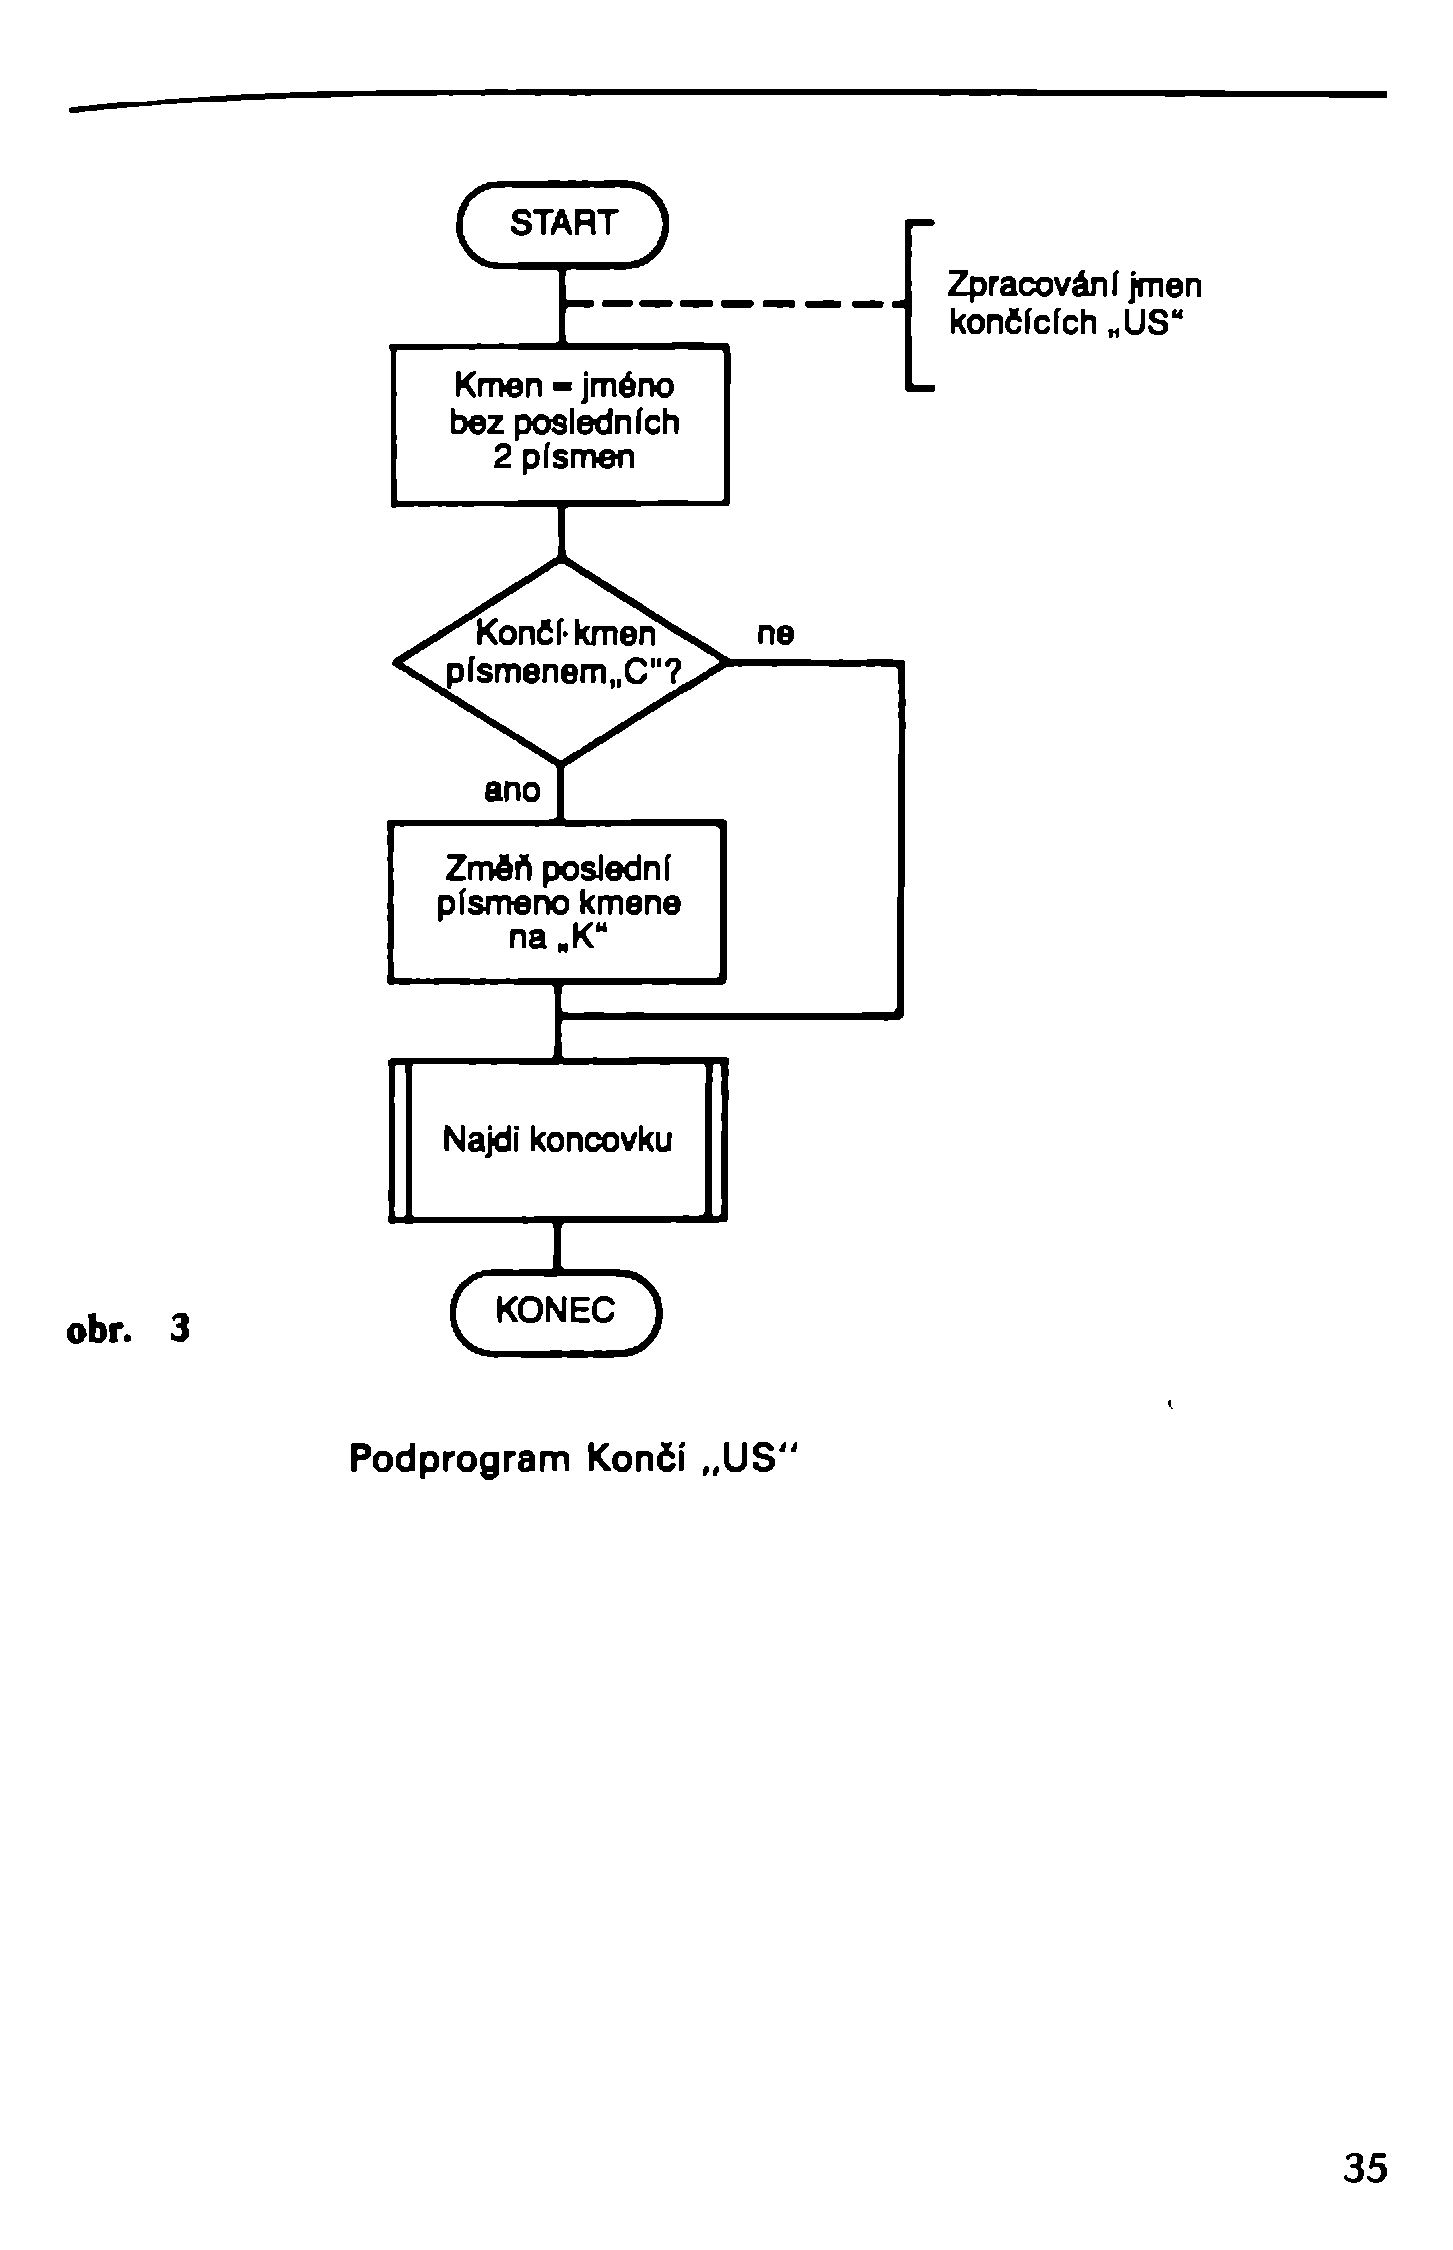 START
Zpracování jmen
končících „US“
Kmen = jméno
bez posledních
2 písmen
Končí kmen
písmenem„C"?
ne
ano
Změň poslední
písmeno kmene
na „K“
Najdi koncovku
KONEC
obr. 3
Podprogram Končí „US“
35